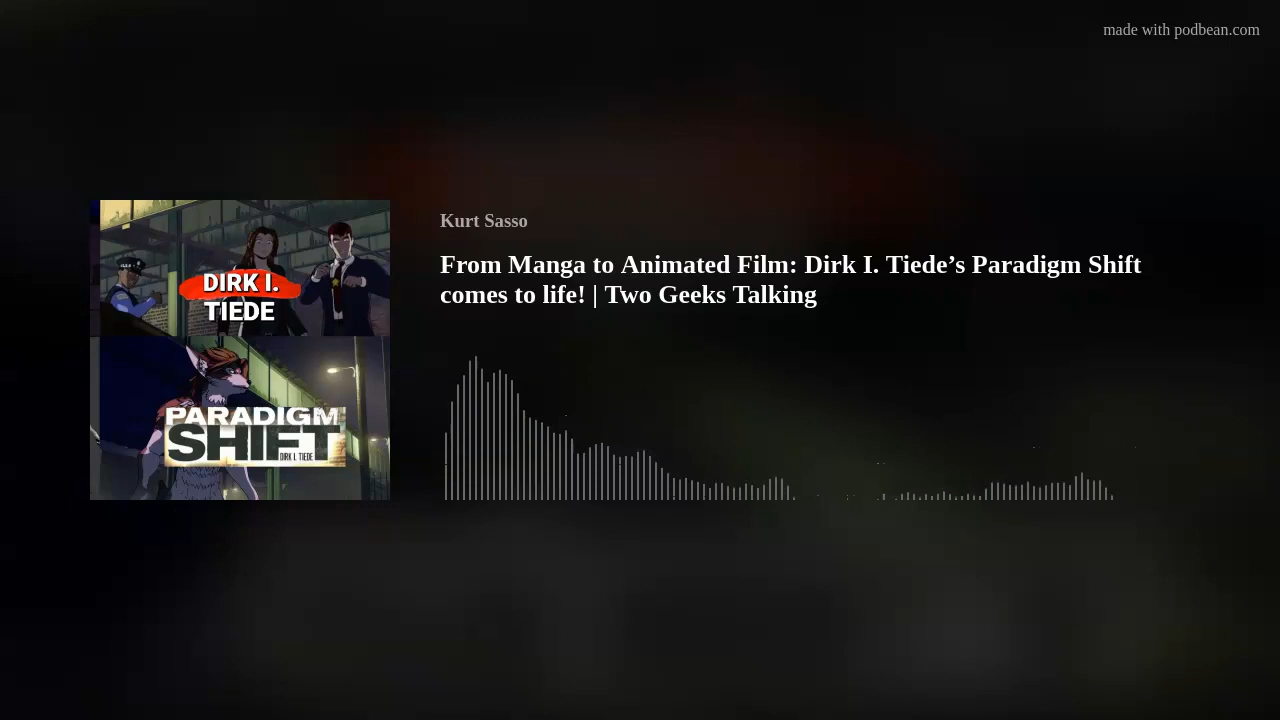 made with podbean.com
Kurt Sasso
From Manga to Animated Film: Dirk I. Tiede’s Paradigm Shift
comes to life! | Two Geeks Talking
DIRK I.
TIEDE
PARADIGM
SHIFT
DIRK I. TIEDE